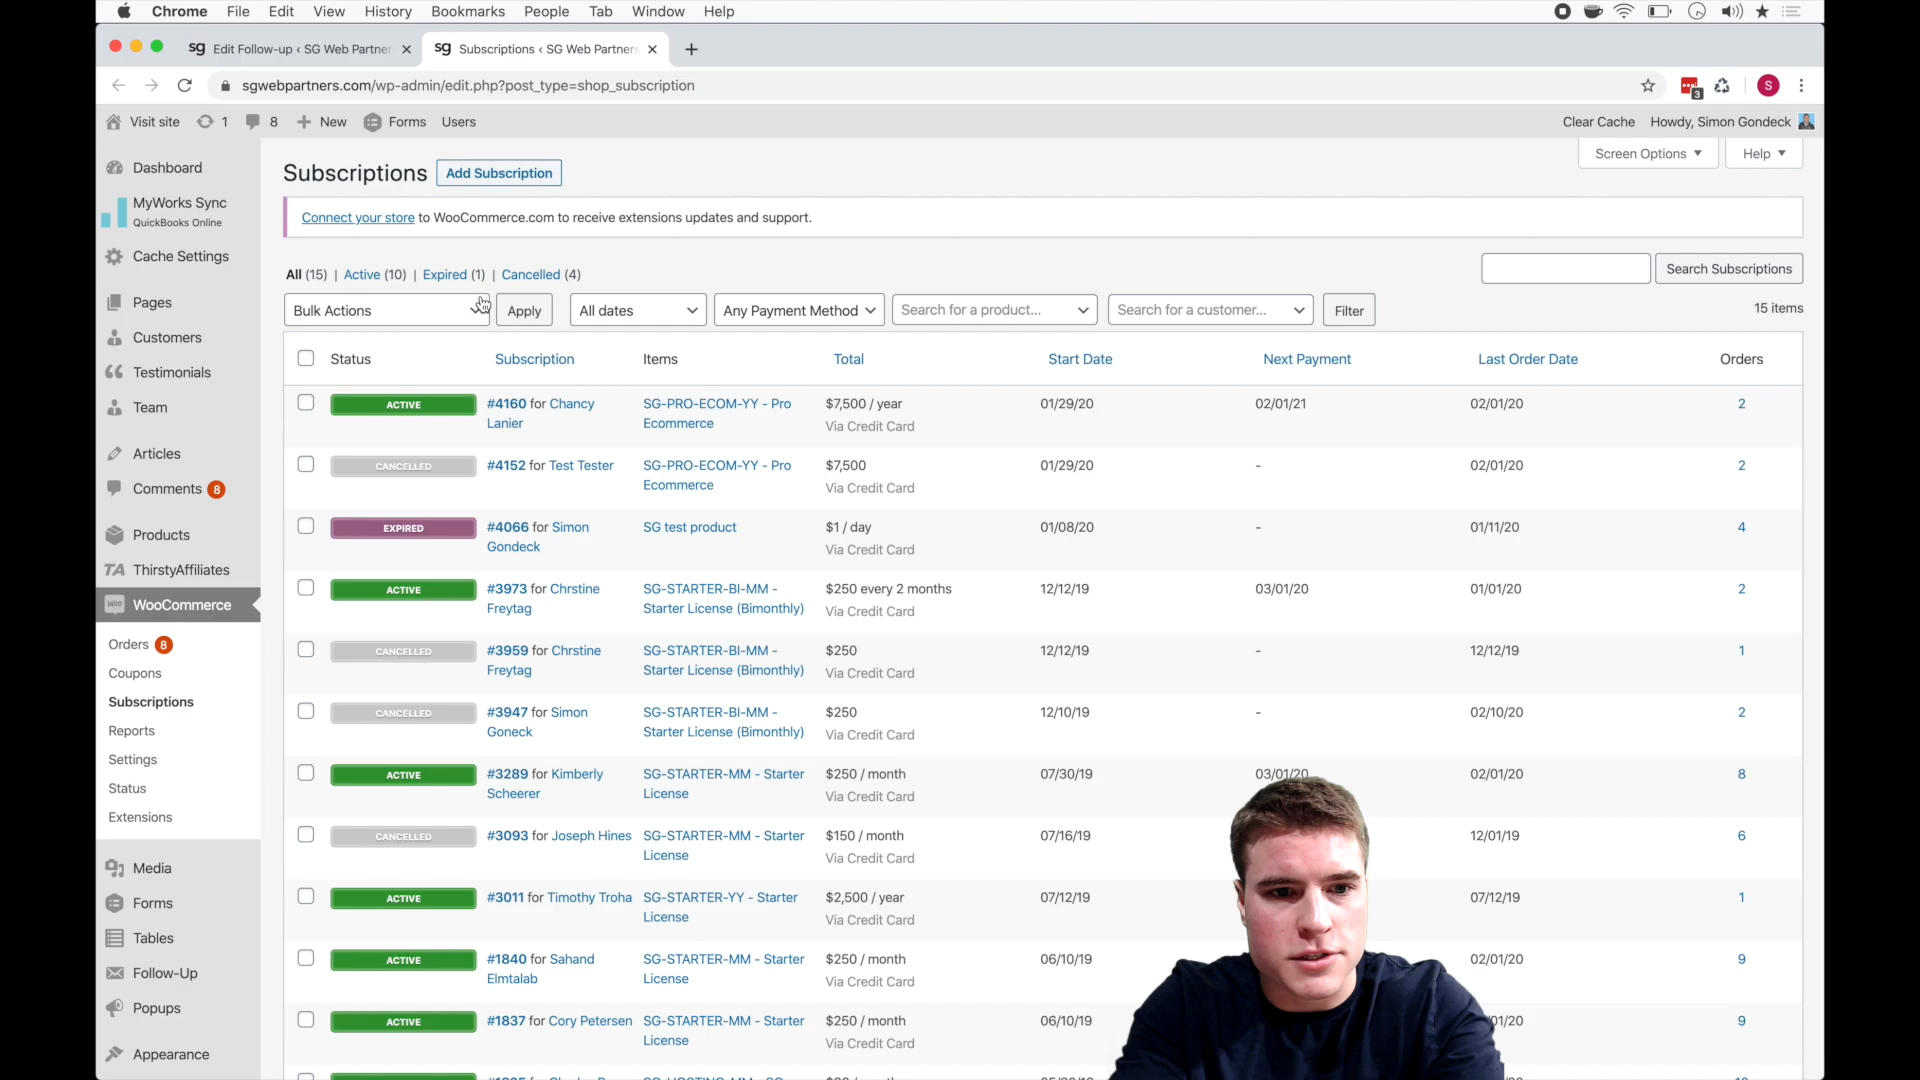 Chrome File Edit View History Bookmarks People Tab Window Help
sg Edit Follow-up ‹ SG Web Partner
sg Subscriptions ‹ SG Web Partners
sgwebpartners.com/wp-admin/edit.php?post_type=shop_subscription
3
S
Visit site 1 8 New Forms Users
Clear Cache Howdy, Simon Gondeck
Dashboard
MyWorks Sync
QuickBooks Online
Cache Settings
Pages
Customers
Testimonials
Team
Articles
Comments 8
Products
TA ThirstyAffiliates
Woo WooCommerce
Orders 8
Coupons
Subscriptions
Reports
Settings
Status
Extensions
Media
Forms
Tables
Follow-Up
Popups
Appearance
Screen Options Help
Subscriptions Add Subscription
Connect your store to WooCommerce.com to receive extensions updates and support.
All (15) | Active (10) | Expired (1) | Cancelled (4)
Search Subscriptions
Bulk Actions Apply All dates Any Payment Method Search for a product... Search for a customer... Filter
15 items
Status Subscription Items Total Start Date Next Payment Last Order Date Orders
ACTIVE #4160 for Chancy SG-PRO-ECOM-YY - Pro $7,500 / year 01/29/20 02/01/21 02/01/20 2
Lanier Ecommerce Via Credit Card
CANCELLED #4152 for Test Tester SG-PRO-ECOM-YY - Pro $7,500 01/29/20 - 02/01/20 2
Ecommerce Via Credit Card
EXPIRED #4066 for Simon SG test product $1 / day 01/08/20 - 01/11/20 4
Gondeck Via Credit Card
ACTIVE #3973 for Chrstine SG-STARTER-BI-MM - $250 every 2 months 12/12/19 03/01/20 01/01/20 2
Freytag Starter License (Bimonthly) Via Credit Card
CANCELLED #3959 for Chrstine SG-STARTER-BI-MM - $250 12/12/19 - 12/12/19 1
Freytag Starter License (Bimonthly) Via Credit Card
CANCELLED #3947 for Simon SG-STARTER-BI-MM - $250 12/10/19 - 02/10/20 2
Goneck Starter License (Bimonthly) Via Credit Card
ACTIVE #3289 for Kimberly SG-STARTER-MM - Starter $250 / month 07/30/19 03/01/20 02/01/20 8
Scheerer License Via Credit Card
CANCELLED #3093 for Joseph Hines SG-STARTER-MM - Starter $150 / month 07/16/19 12/01/19 6
License Via Credit Card
ACTIVE #3011 for Timothy Troha SG-STARTER-YY - Starter $2,500 / year 07/12/19 07/12/19 1
License Via Credit Card
ACTIVE #1840 for Sahand SG-STARTER-MM - Starter $250 / month 06/10/19 02/01/20 9
Elmtalab License Via Credit Card
ACTIVE #1837 for Cory Petersen SG-STARTER-MM - Starter $250 / month 06/10/19 01/20 9
License Via Credit Card